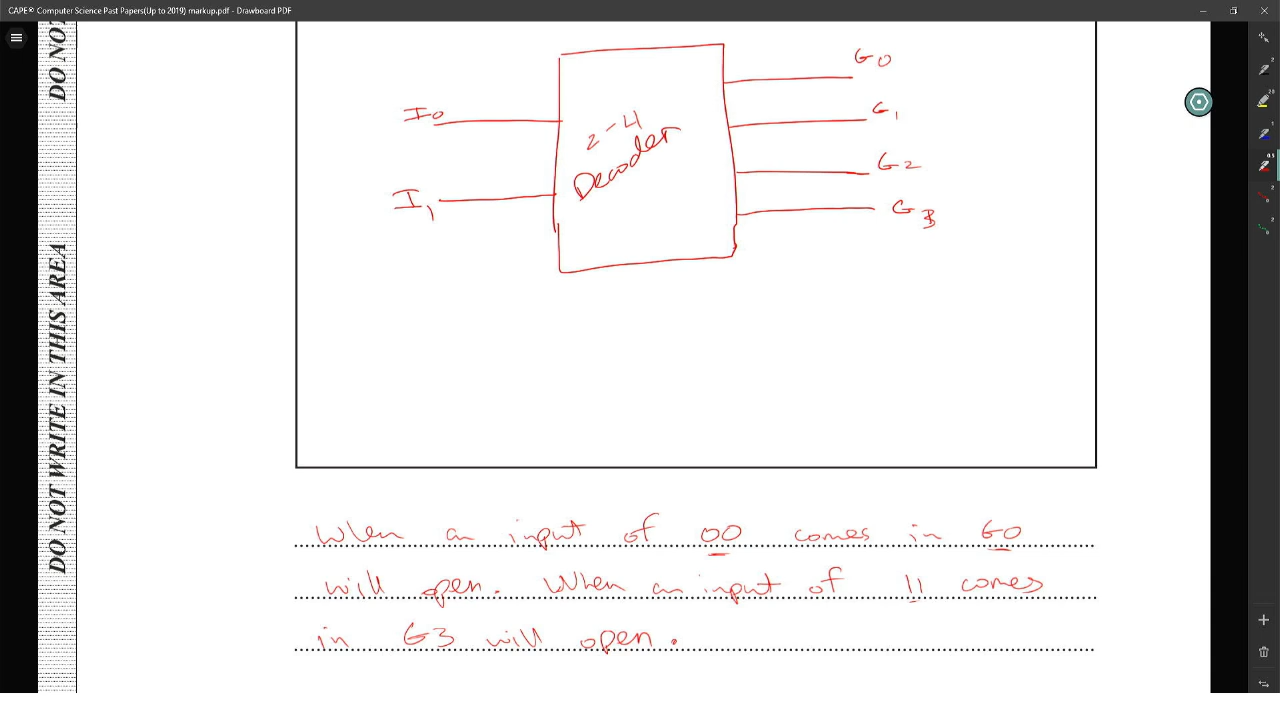 CAPE® Computer Science Past Papers(Up to 2019) markup.pdf - Drawboard PDF
DO NO
DO NOT WRITE IN THIS AREA
G0
I0
G1
2-4
Decoder
G2
I1
G3
When an input of 00 comes in G0
will open. When an input of 11 comes
in G3 will open.